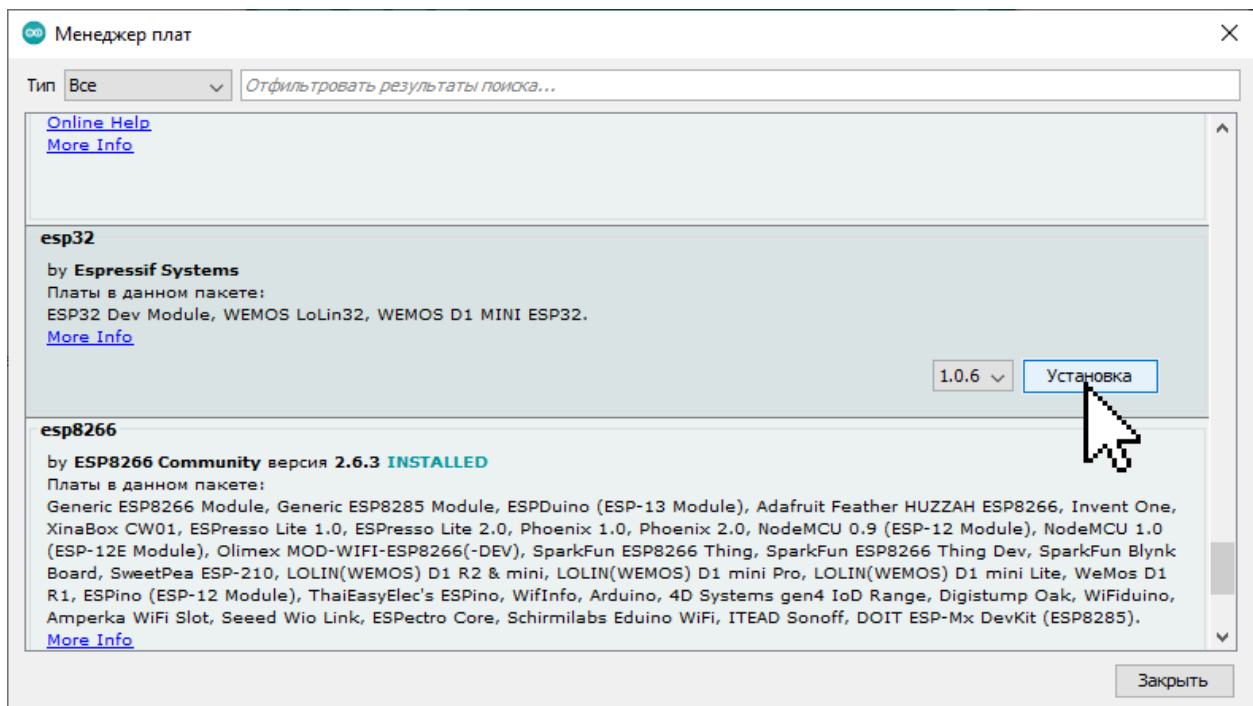 Менеджер плат
Тип Все Отфильтровать результаты поиска...
Online Help
More Info
esp32
by Espressif Systems
Платы в данном пакете:
ESP32 Dev Module, WEMOS LoLin32, WEMOS D1 MINI ESP32.
More Info
1.0.6 Установка
esp8266
by ESP8266 Community версия 2.6.3 INSTALLED
Платы в данном пакете:
Generic ESP8266 Module, Generic ESP8285 Module, ESPDuino (ESP-13 Module), Adafruit Feather HUZZAH ESP8266, Invent One,
XinaBox CW01, ESPresso Lite 1.0, ESPresso Lite 2.0, Phoenix 1.0, Phoenix 2.0, NodeMCU 0.9 (ESP-12 Module), NodeMCU 1.0
(ESP-12E Module), Olimex MOD-WIFI-ESP8266(-DEV), SparkFun ESP8266 Thing, SparkFun ESP8266 Thing Dev, SparkFun Blynk
Board, SweetPea ESP-210, LOLIN(WEMOS) D1 R2 & mini, LOLIN(WEMOS) D1 mini Pro, LOLIN(WEMOS) D1 mini Lite, WeMos D1
R1, ESPino (ESP-12 Module), ThaiEasyElec's ESPino, WifInfo, Arduino, 4D Systems gen4 IoD Range, Digistump Oak, WiFiduino,
Amperka WiFi Slot, Seeed Wio Link, ESPectro Core, Schirmilabs Eduino WiFi, ITEAD Sonoff, DOIT ESP-Mx DevKit (ESP8285).
More Info
Закрыть